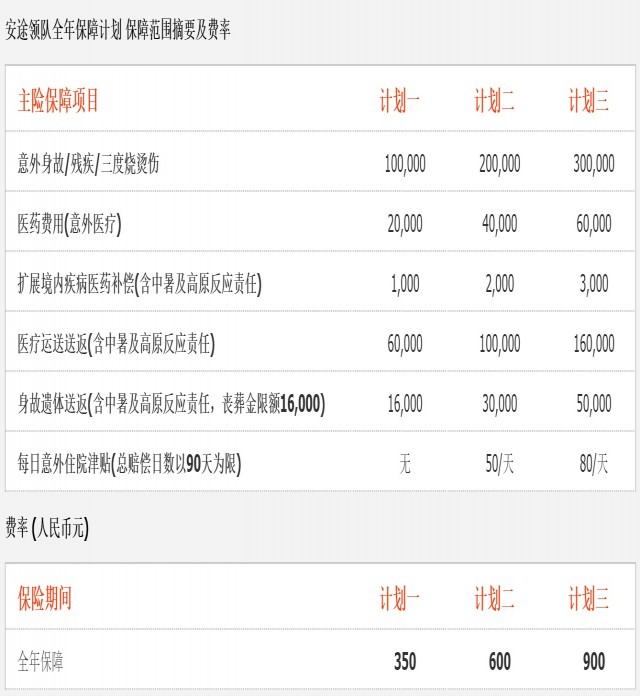 安途领队全年保障计划 保障范围摘要及费率
主险保障项目 计划一 计划二 计划三
意外身故/残疾/三度烧烫伤 100,000 200,000 300,000
医药费用(意外医疗) 20,000 40,000 60,000
扩展境内疾病医药补偿(含中暑及高原反应责任) 1,000 2,000 3,000
医疗运送送返(含中暑及高原反应责任) 60,000 100,000 160,000
身故遗体送返(含中暑及高原反应责任，丧葬金限额16,000) 16,000 30,000 50,000
每日意外住院津贴(总赔偿日数以90天为限) 无 50/天 80/天
费率 (人民币元)
保险期间 计划一 计划二 计划三
全年保障 350 600 900